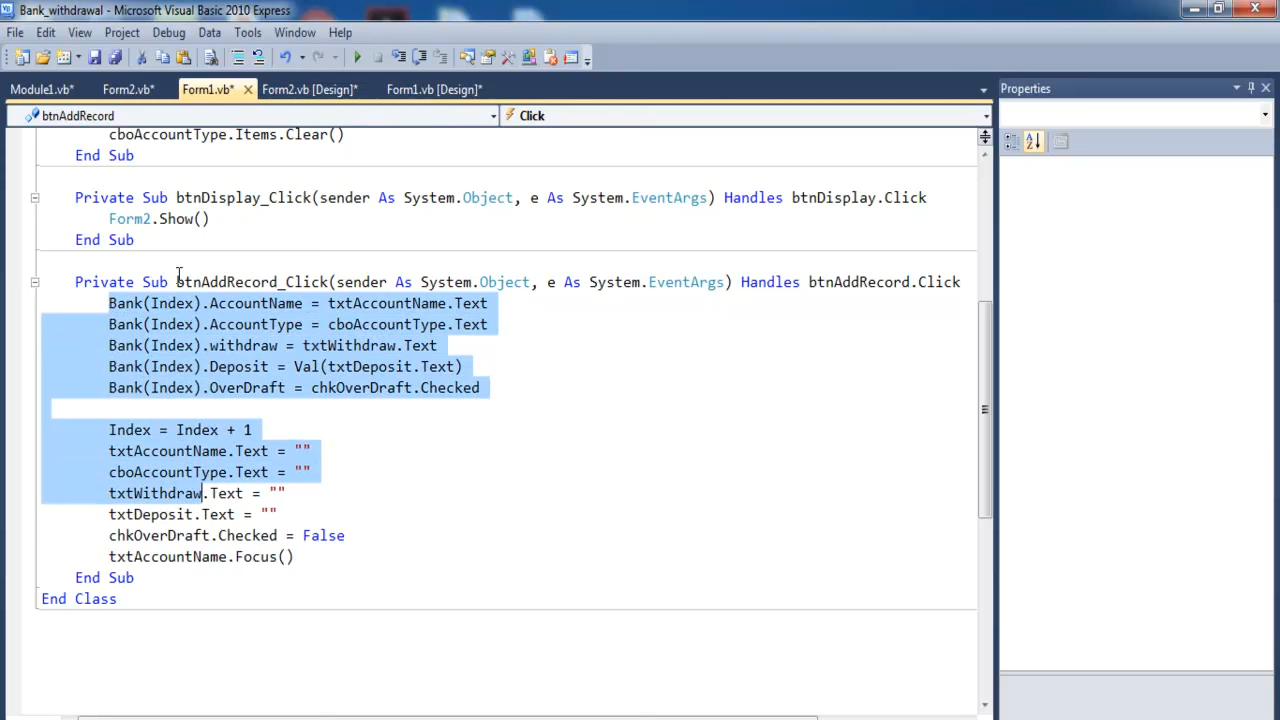 Bank_withdrawal - Microsoft Visual Basic 2010 Express
File Edit View Project Debug Data Tools Window Help
Module1.vb* Form2.vb* Form1.vb* Form2.vb [Design]* Form1.vb [Design]*
Properties
btnAddRecord Click
cboAccountType.Items.Clear()
End Sub
Private Sub btnDisplay_Click(sender As System.Object, e As System.EventArgs) Handles btnDisplay.Click
Form2.Show()
End Sub
Private Sub btnAddRecord_Click(sender As System.Object, e As System.EventArgs) Handles btnAddRecord.Click
Bank(Index).AccountName = txtAccountName.Text
Bank(Index).AccountType = cboAccountType.Text
Bank(Index).withdraw = txtWithdraw.Text
Bank(Index).Deposit = Val(txtDeposit.Text)
Bank(Index).OverDraft = chkOverDraft.Checked
Index = Index + 1
txtAccountName.Text = ""
cboAccountType.Text = ""
txtWithdraw.Text = ""
txtDeposit.Text = ""
chkOverDraft.Checked = False
txtAccountName.Focus()
End Sub
End Class